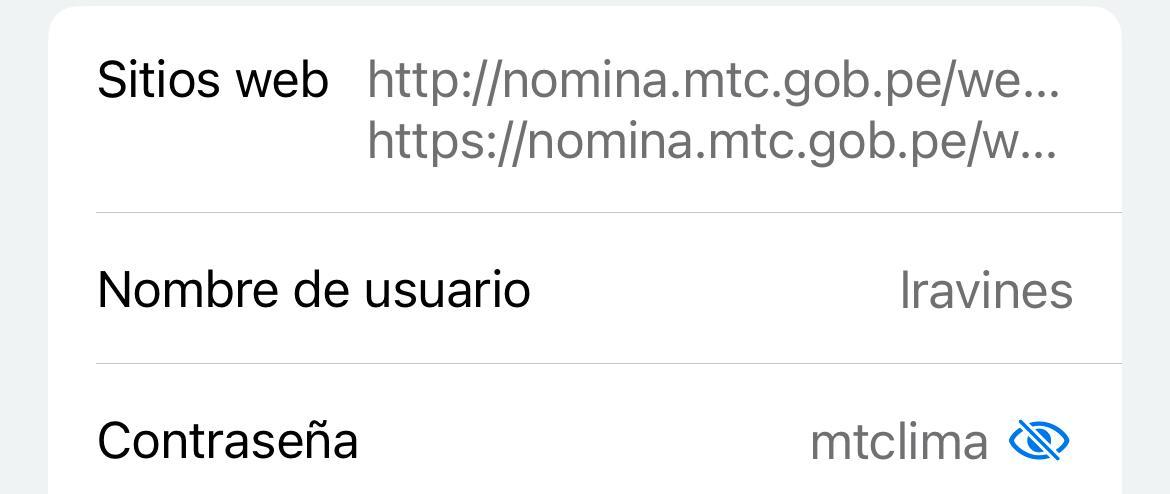 Sitios web http://nomina.mtc.gob.pe/we...
https://nomina.mtc.gob.pe/w...
Nombre de usuario lravines
Contraseña mtclima